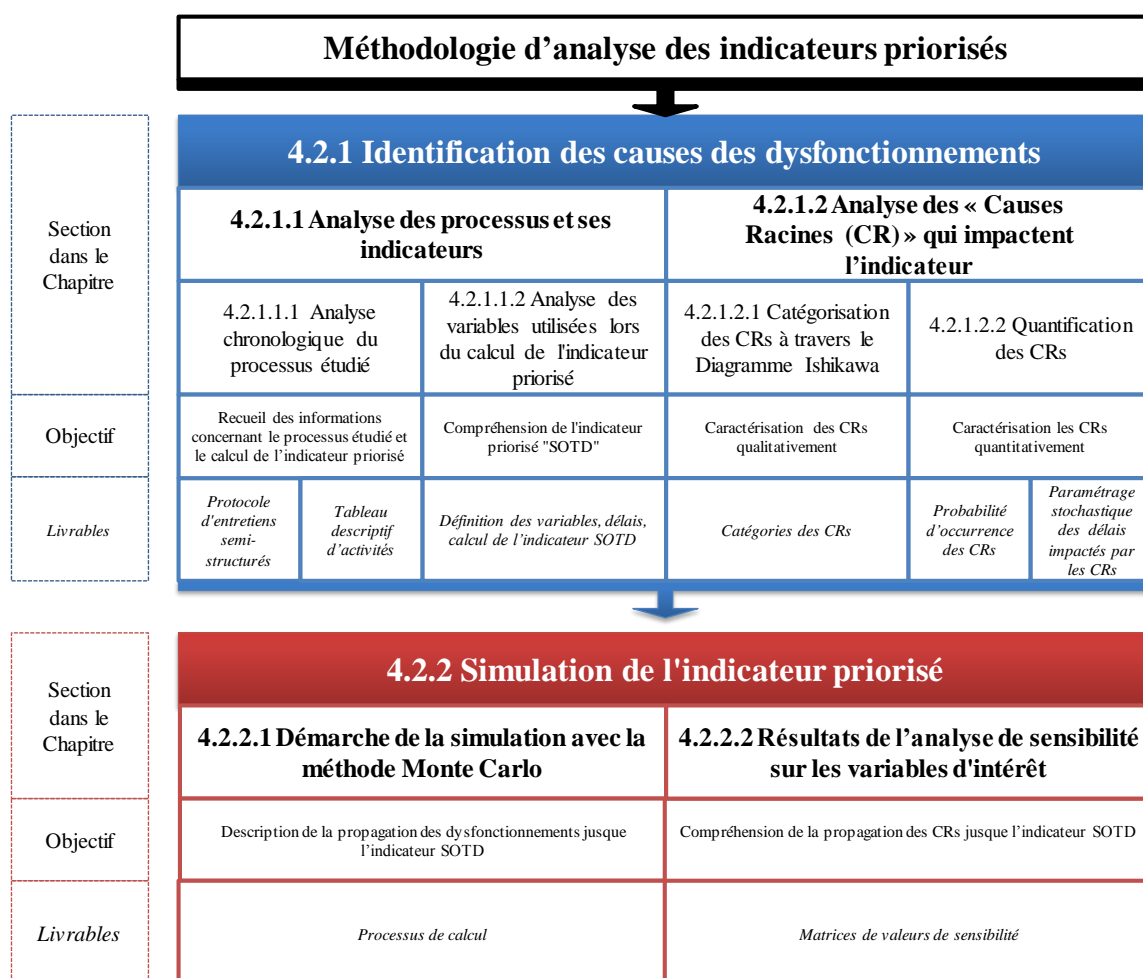 Méthodologie d’analyse des indicateurs priorisés
4.2.1 Identification des causes des dysfonctionnements
Section
dans le
Chapitre
4.2.1.1 Analyse des processus et ses
indicateurs
4.2.1.2 Analyse des « Causes
Racines (CR) » qui impactent
l’indicateur
4.2.1.1.1 Analyse
chronologique du
processus étudié
4.2.1.1.2 Analyse des
variables utilisées lors
du calcul de l'indicateur
priorisé
4.2.1.2.1 Catégorisation
des CRs à travers le
Diagramme Ishikawa
4.2.1.2.2 Quantification
des CRs
Objectif
Recueil des informations
concernant le processus étudié et
le calcul de l’indicateur priorisé
Compréhension de l'indicateur
priorisé "SOTD"
Caractérisation des CRs
qualitativement
Caractérisation les CRs
quantitativement
Livrables
Protocole
d'entretiens
semi-
structurés
Tableau
descriptif
d’activités
Définition des variables, délais,
calcul de l’indicateur SOTD
Catégories des CRs
Probabilité
d’occurrence
des CRs
Paramétrage
stochastique
des délais
impactés par
les CRs
4.2.2 Simulation de l'indicateur priorisé
Section
dans le
Chapitre
4.2.2.1 Démarche de la simulation avec la
méthode Monte Carlo
4.2.2.2 Résultats de l’analyse de sensibilité
sur les variables d'intérêt
Objectif
Description de la propagation des dysfonctionnements jusque
l’indicateur SOTD
Compréhension de la propagation des CRs jusque l’indicateur SOTD
Livrables
Processus de calcul
Matrices de valeurs de sensibilité